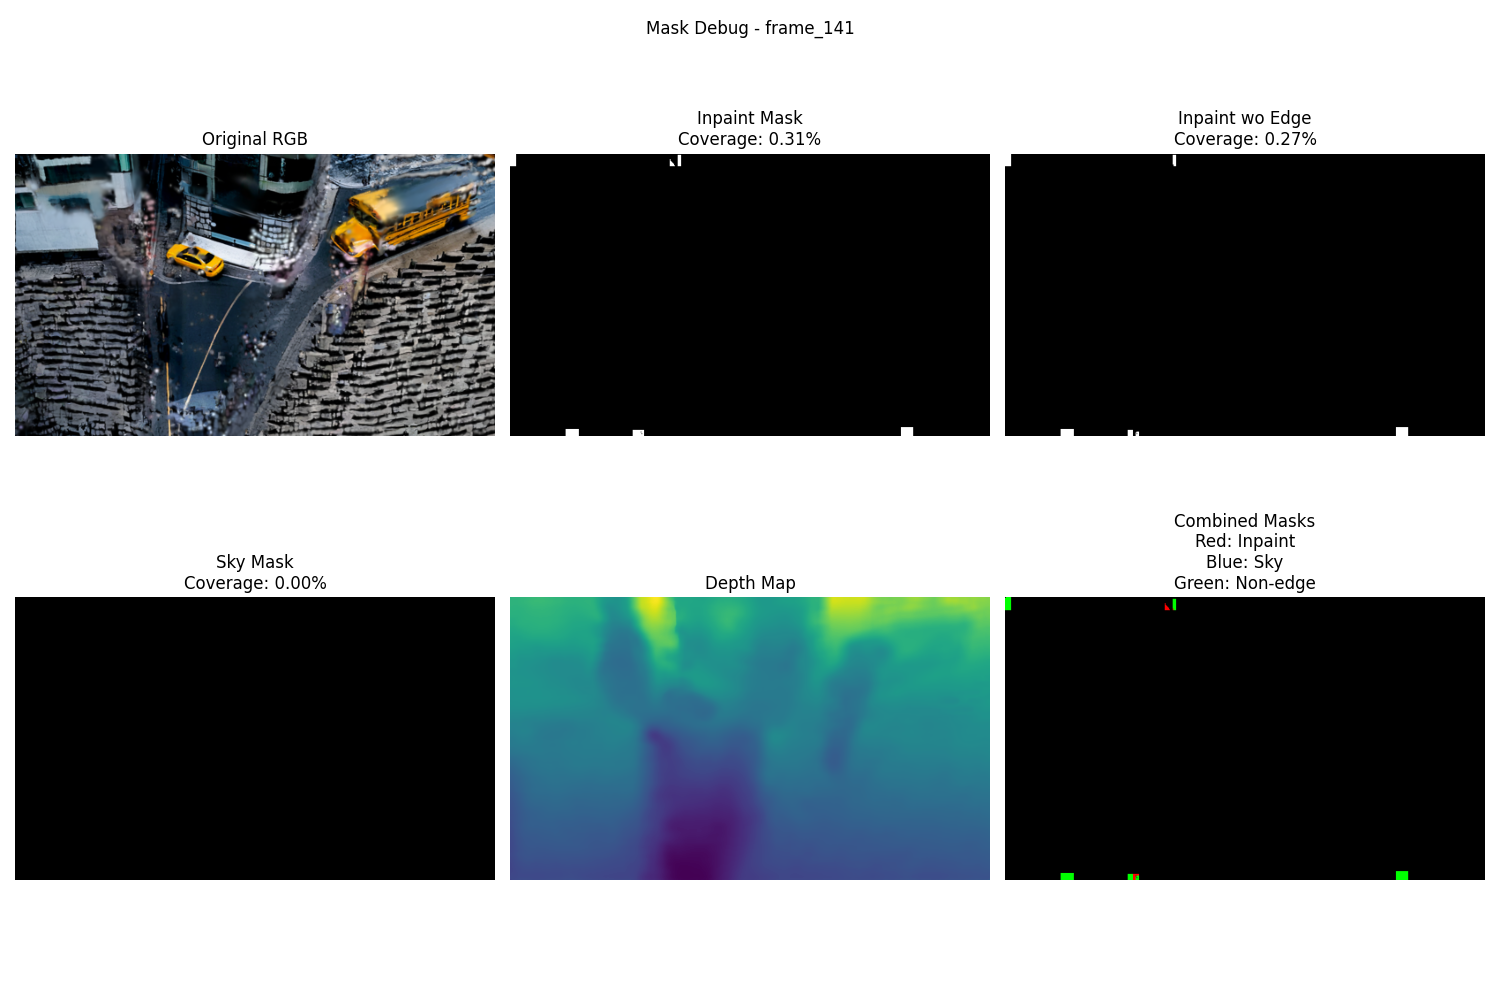 Mask Debug - frame_141
Original RGB
Inpaint Mask
Coverage: 0.31%
Inpaint wo Edge
Coverage: 0.27%
Sky Mask
Coverage: 0.00%
Depth Map
Combined Masks
Red: Inpaint
Blue: Sky
Green: Non-edge